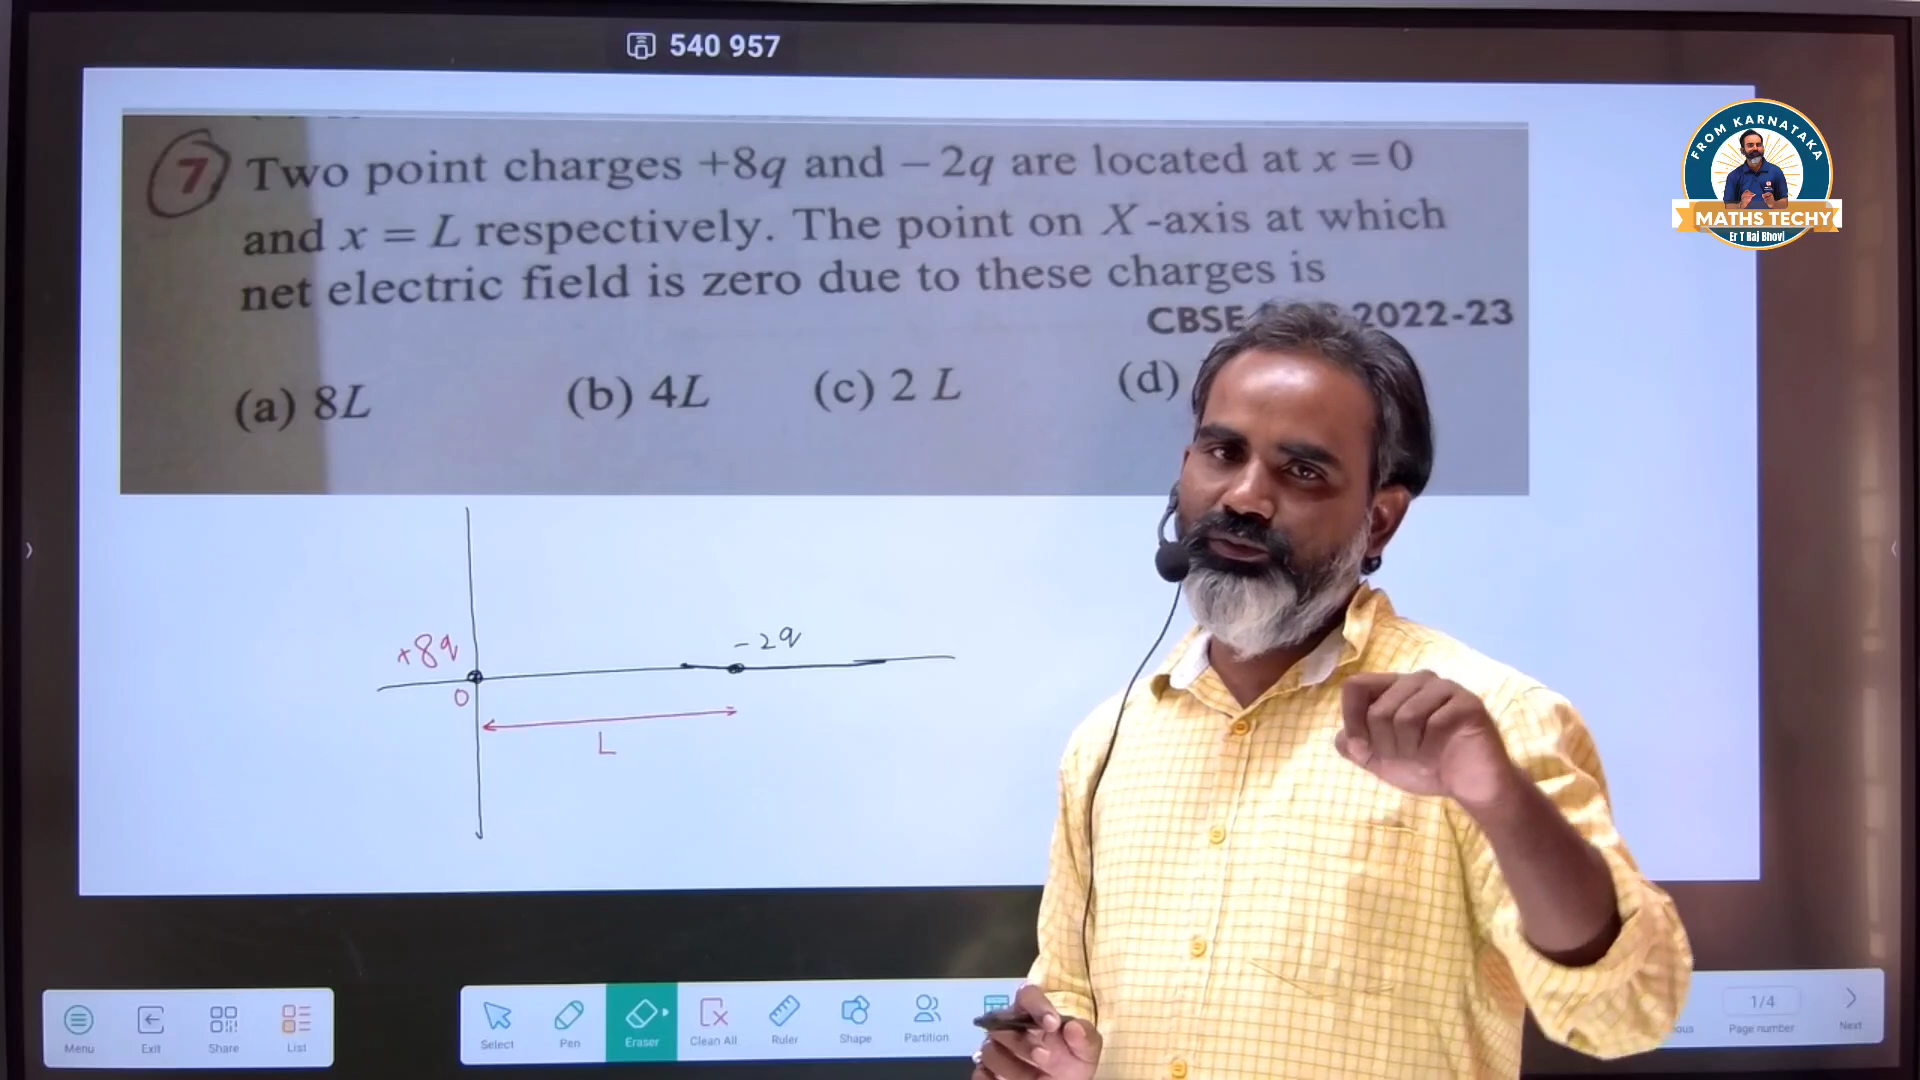 540 957
7 Two point charges +8q and −2q are located at x = 0
and x = L respectively. The point on X-axis at which
net electric field is zero due to these charges is
CBSE 2022-23
(a) 8L (b) 4L (c) 2 L (d)
+8q
-2q
0
L
FROM KARNATAKA
MATHS TECHY
Er T Raj Bhovi
Menu Exit Share List
Select Pen Eraser Clean All Ruler Shape Partition
1/4
Page number Next